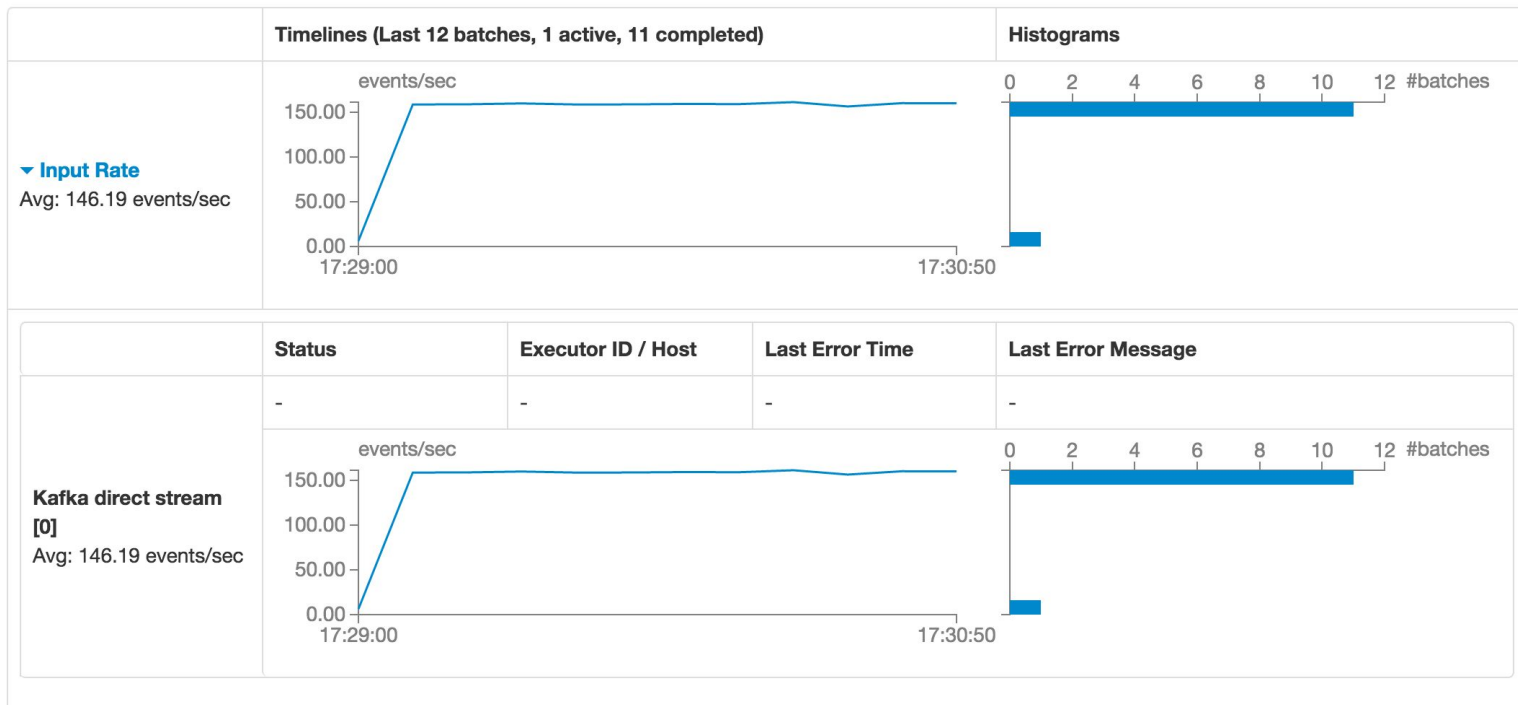 Timelines (Last 12 batches, 1 active, 11 completed)
Histograms
Input Rate
Avg: 146.19 events/sec
events/sec
150.00
100.00
50.00
0.00
17:29:00
17:30:50
0 2 4 6 8 10 12 #batches
Status
Executor ID / Host
Last Error Time
Last Error Message
-
-
-
-
Kafka direct stream
[0]
Avg: 146.19 events/sec
events/sec
150.00
100.00
50.00
0.00
17:29:00
17:30:50
0 2 4 6 8 10 12 #batches